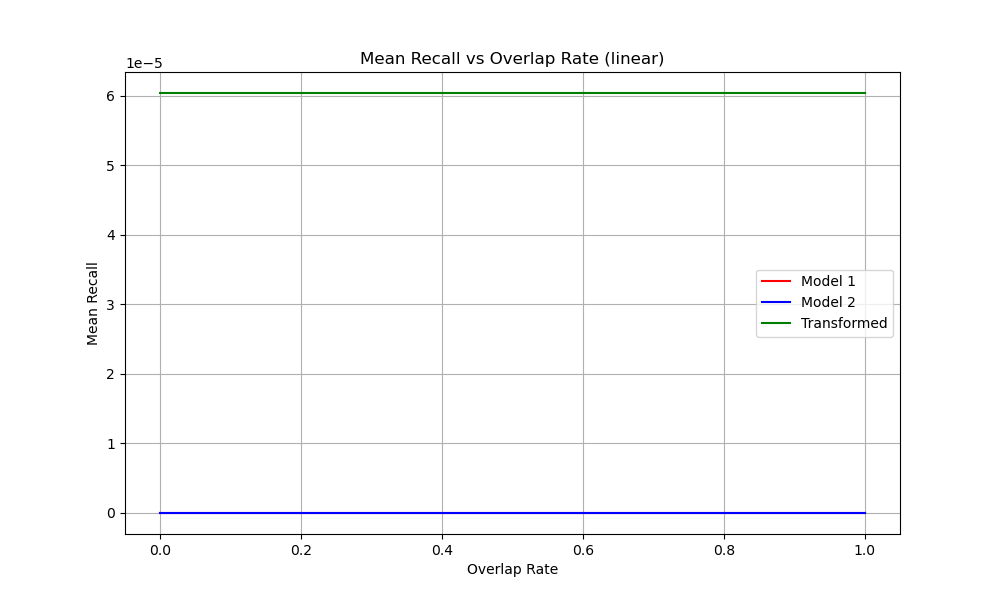 Mean Recall vs Overlap Rate (linear)
1e−5
6
5
4
3
2
1
0
Mean Recall
0.0 0.2 0.4 0.6 0.8 1.0
Overlap Rate
Model 1
Model 2
Transformed